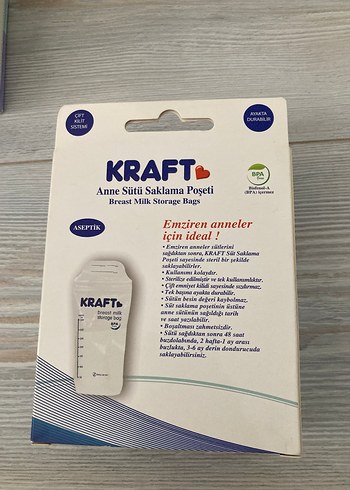 ÇİFT
KİLİT
SİSTEMİ
AYAKTA
DURABİLİR
KRAFT
Anne Sütü Saklama Poşeti
Breast Milk Storage Bags
BPA
free
Bisfenol-A
(BPA) içermez
ASEPTİK
Emziren anneler
için ideal !
• Emziren anneler sütlerini
sağdıktan sonra, KRAFT Süt Saklama
Poşeti sayesinde steril bir şekilde
saklayabilirler.
• Kullanımı kolaydır.
• Sterilize edilmiştir ve tek kullanımlıktır.
• Çift emniyet kilidi sayesinde sızdırmaz.
• Tek başına ayakta durabilir.
• Sütün besin değeri kaybolmaz.
• Süt saklama poşetinin üstüne
anne sütünün sağıldığı tarih
ve saat yazılabilir.
• Boşaltması zahmetsizdir.
• Sütü sağdıktan sonra 48 saat
buzdolabında, 2 hafta-1 ay arası
buzlukta, 3-6 ay derin dondurucuda
saklayabilirsiniz.
KRAFT
breast milk
storage bag